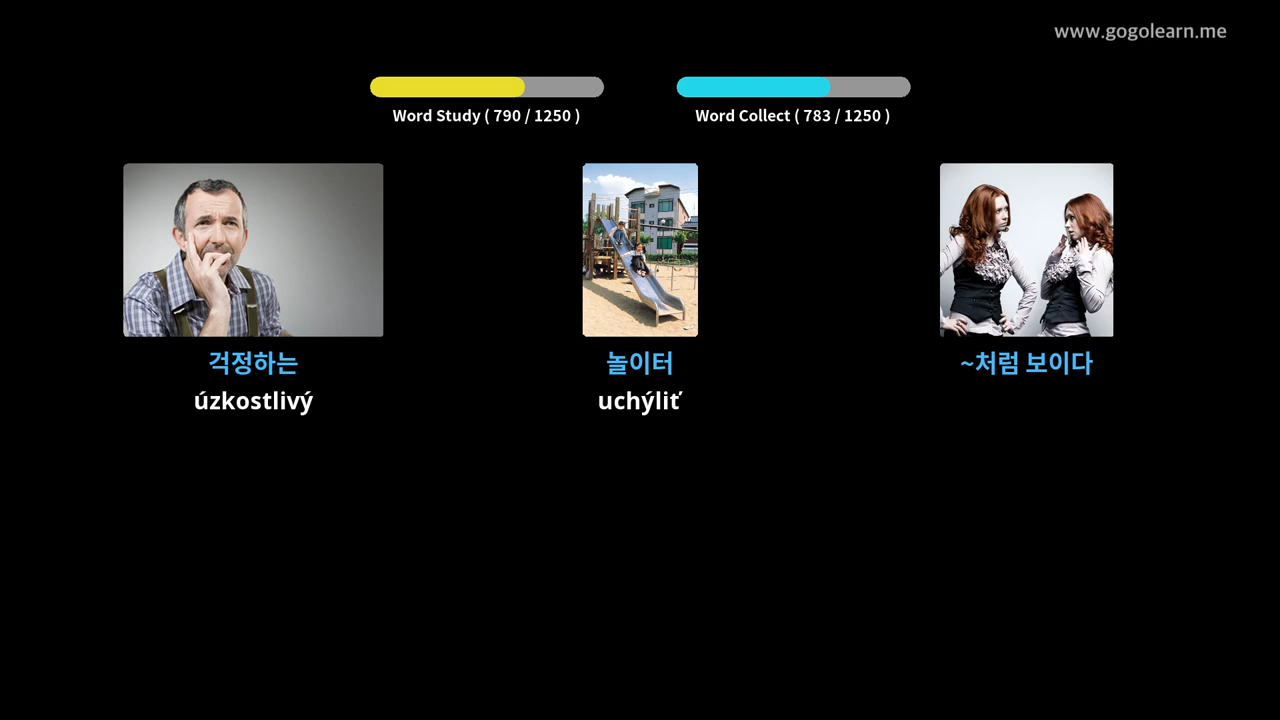 www.gogolearn.me
Word Study ( 790 / 1250 )
Word Collect ( 783 / 1250 )
걱정하는
놀이터
~처럼 보이다
úzkostlivý
uchýliť